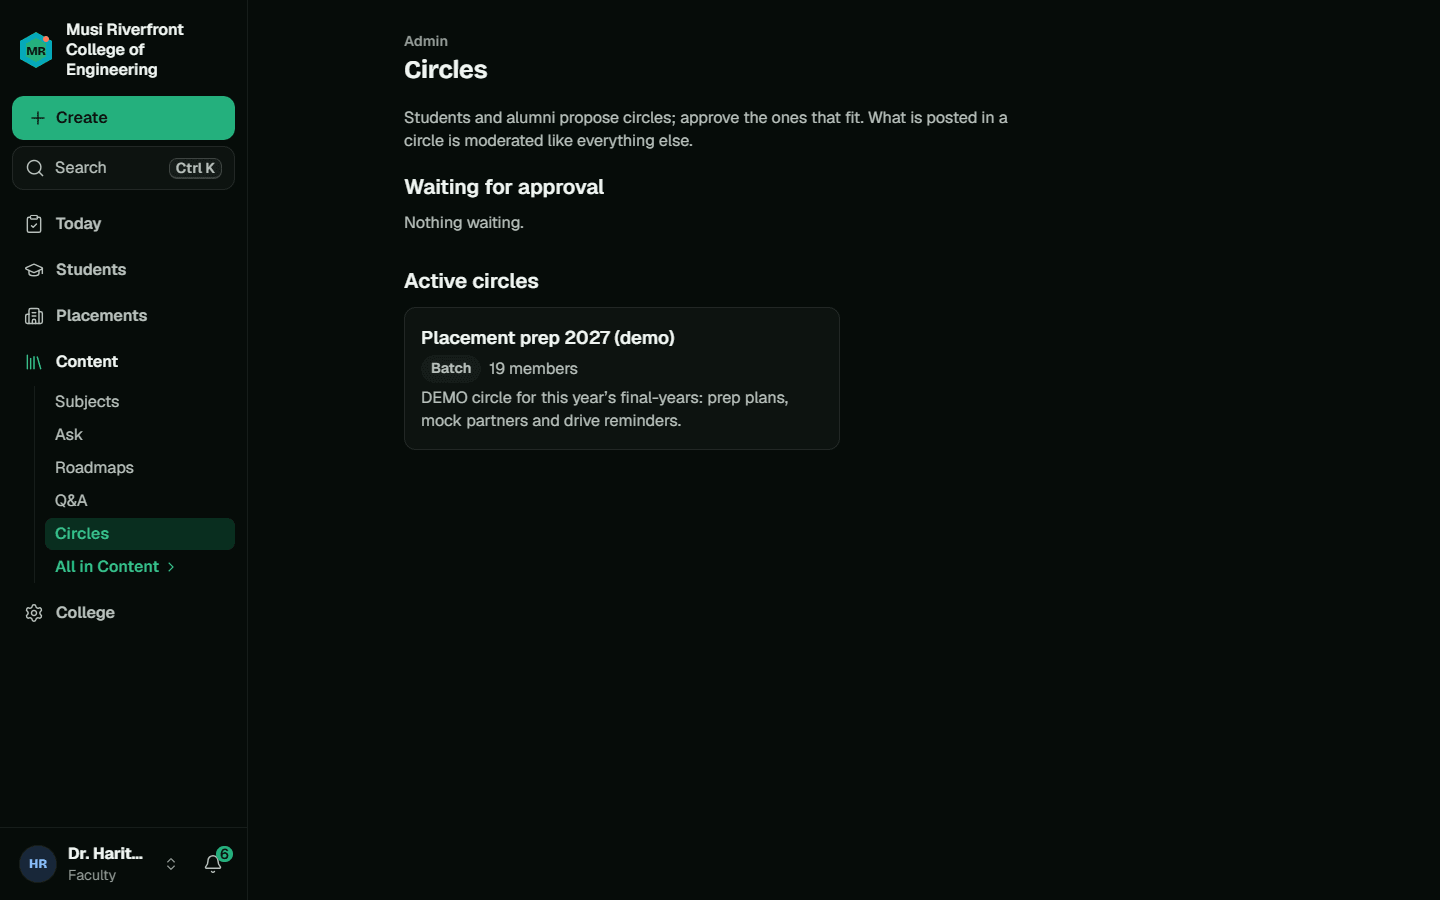 MR
Musi Riverfront
College of
Engineering
Create
Search
Ctrl K
Today
Students
Placements
Content
Subjects
Ask
Roadmaps
Q&A
Circles
All in Content
College
HR
Dr. Harit...
Faculty
6
Admin
Circles
Students and alumni propose circles; approve the ones that fit. What is posted in a
circle is moderated like everything else.
Waiting for approval
Nothing waiting.
Active circles
Placement prep 2027 (demo)
Batch 19 members
DEMO circle for this year’s final-years: prep plans,
mock partners and drive reminders.